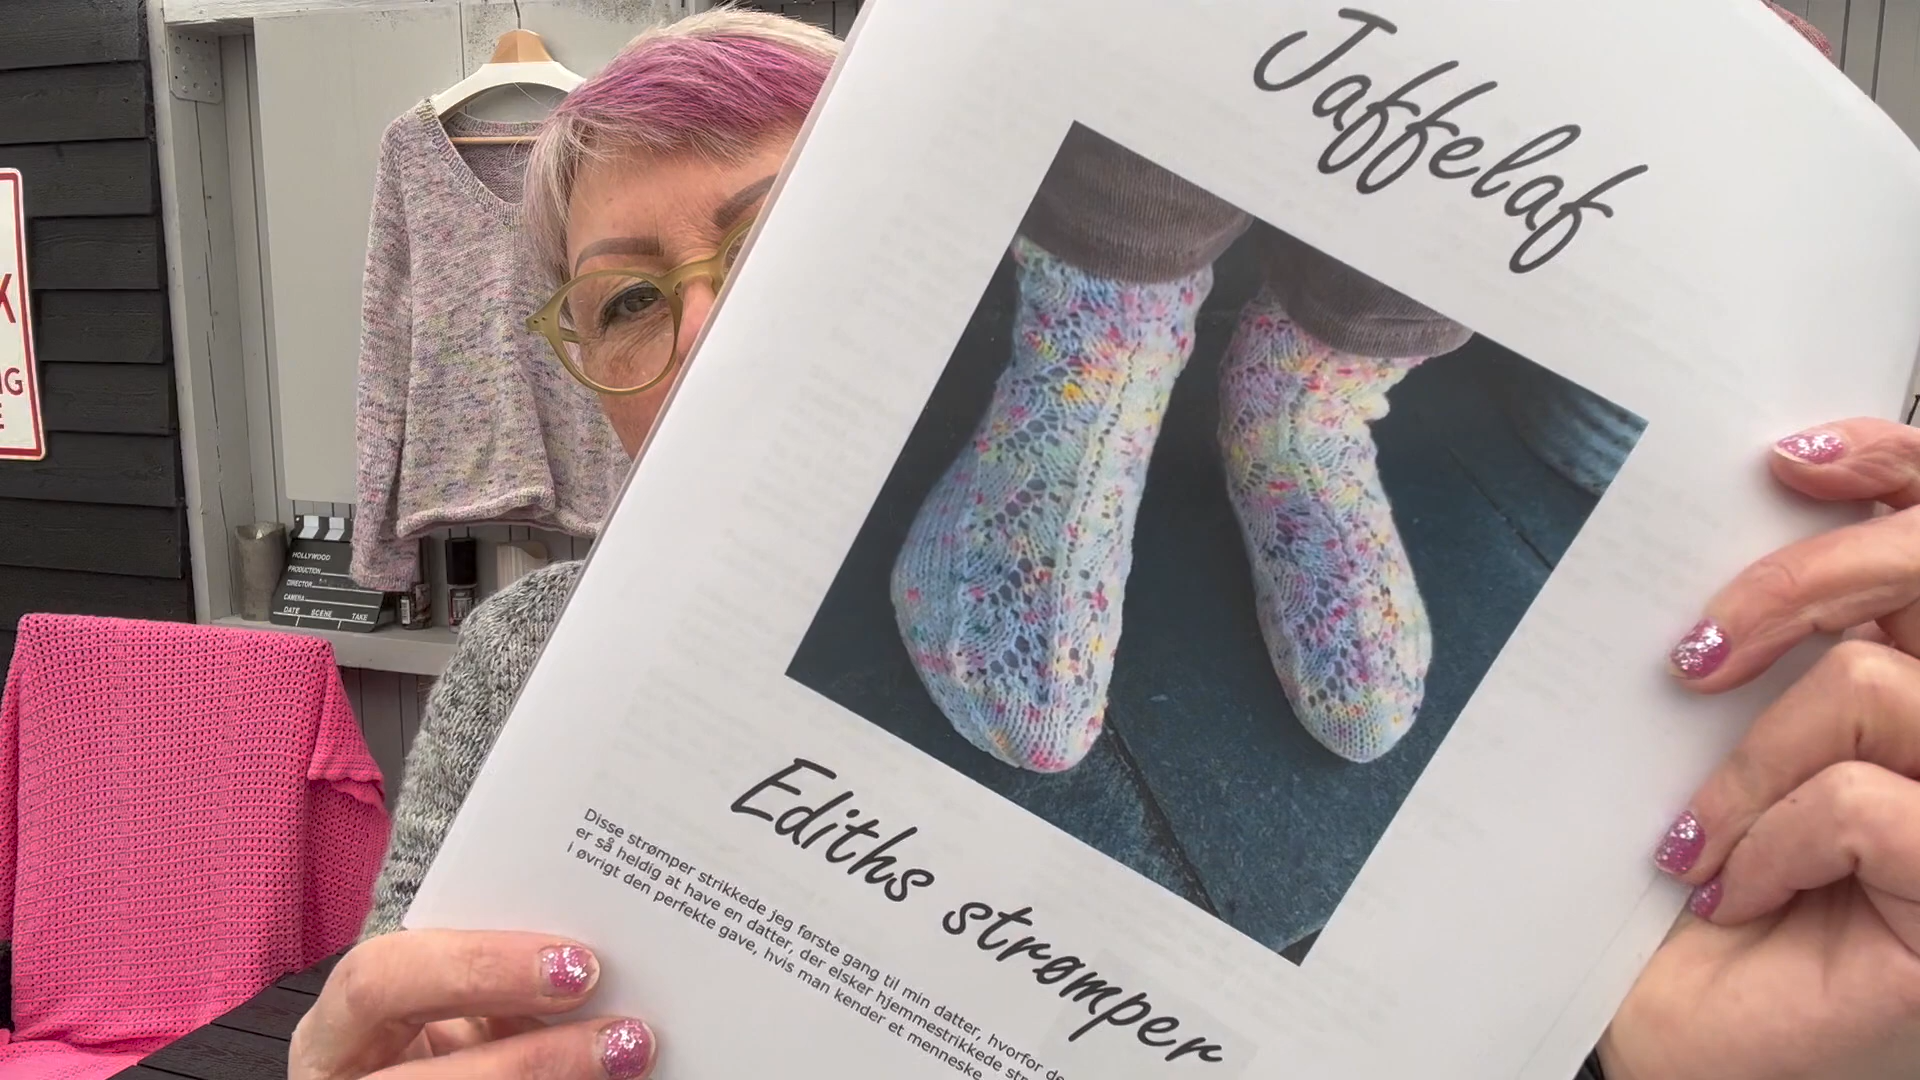 Jaffelaf
Ediths strømper
Disse strømper strikkede jeg første gang til min datter, hvorfor
er så heldig at have en datter, der elsker hjemmestrikkede
i øvrigt den perfekte gave, hvis man kender et menneske
HOLLYWOOD
PRODUCTION
DIRECTOR
CAMERA
DATE SCENE TAKE